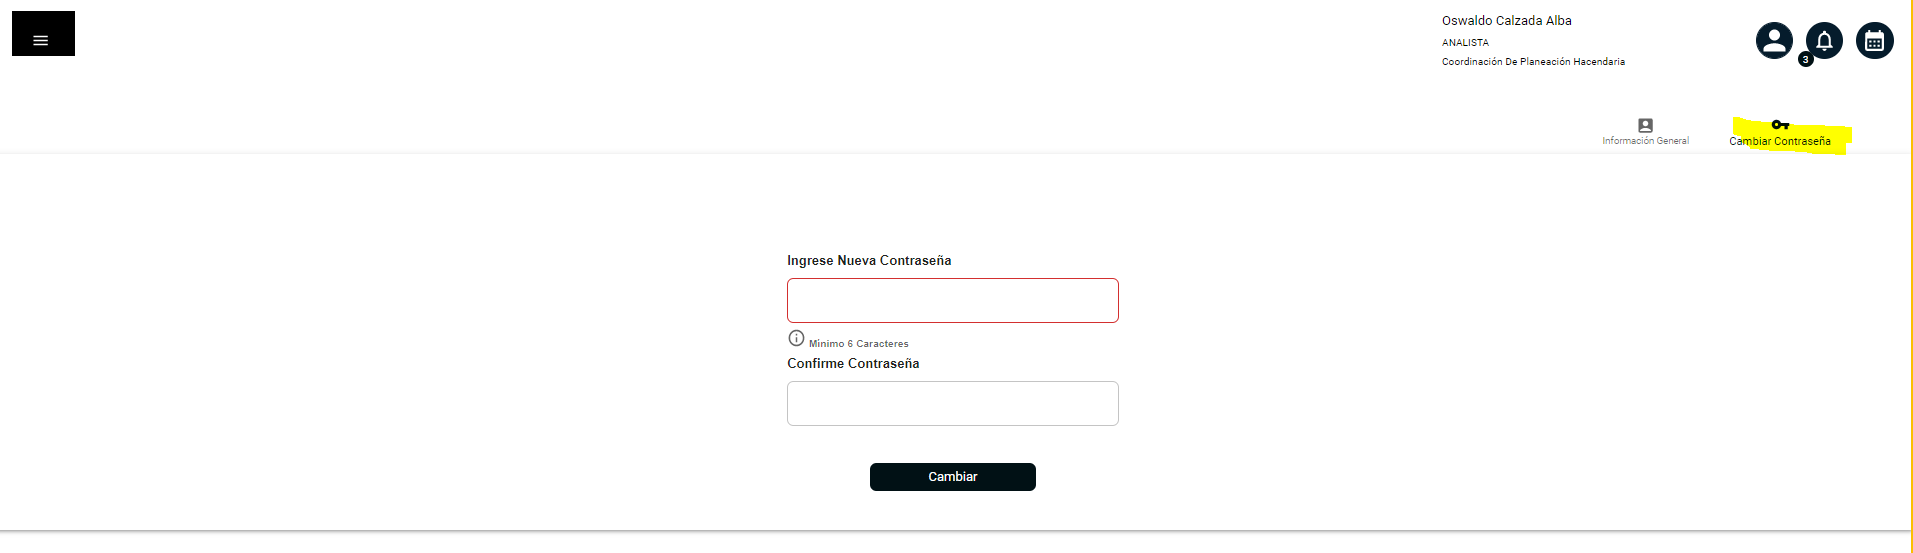 Oswaldo Calzada Alba
ANALISTA
Coordinación De Planeación Hacendaria
3
Información General
Cambiar Contraseña
Ingrese Nueva Contraseña
Mínimo 6 Caracteres
Confirme Contraseña
Cambiar